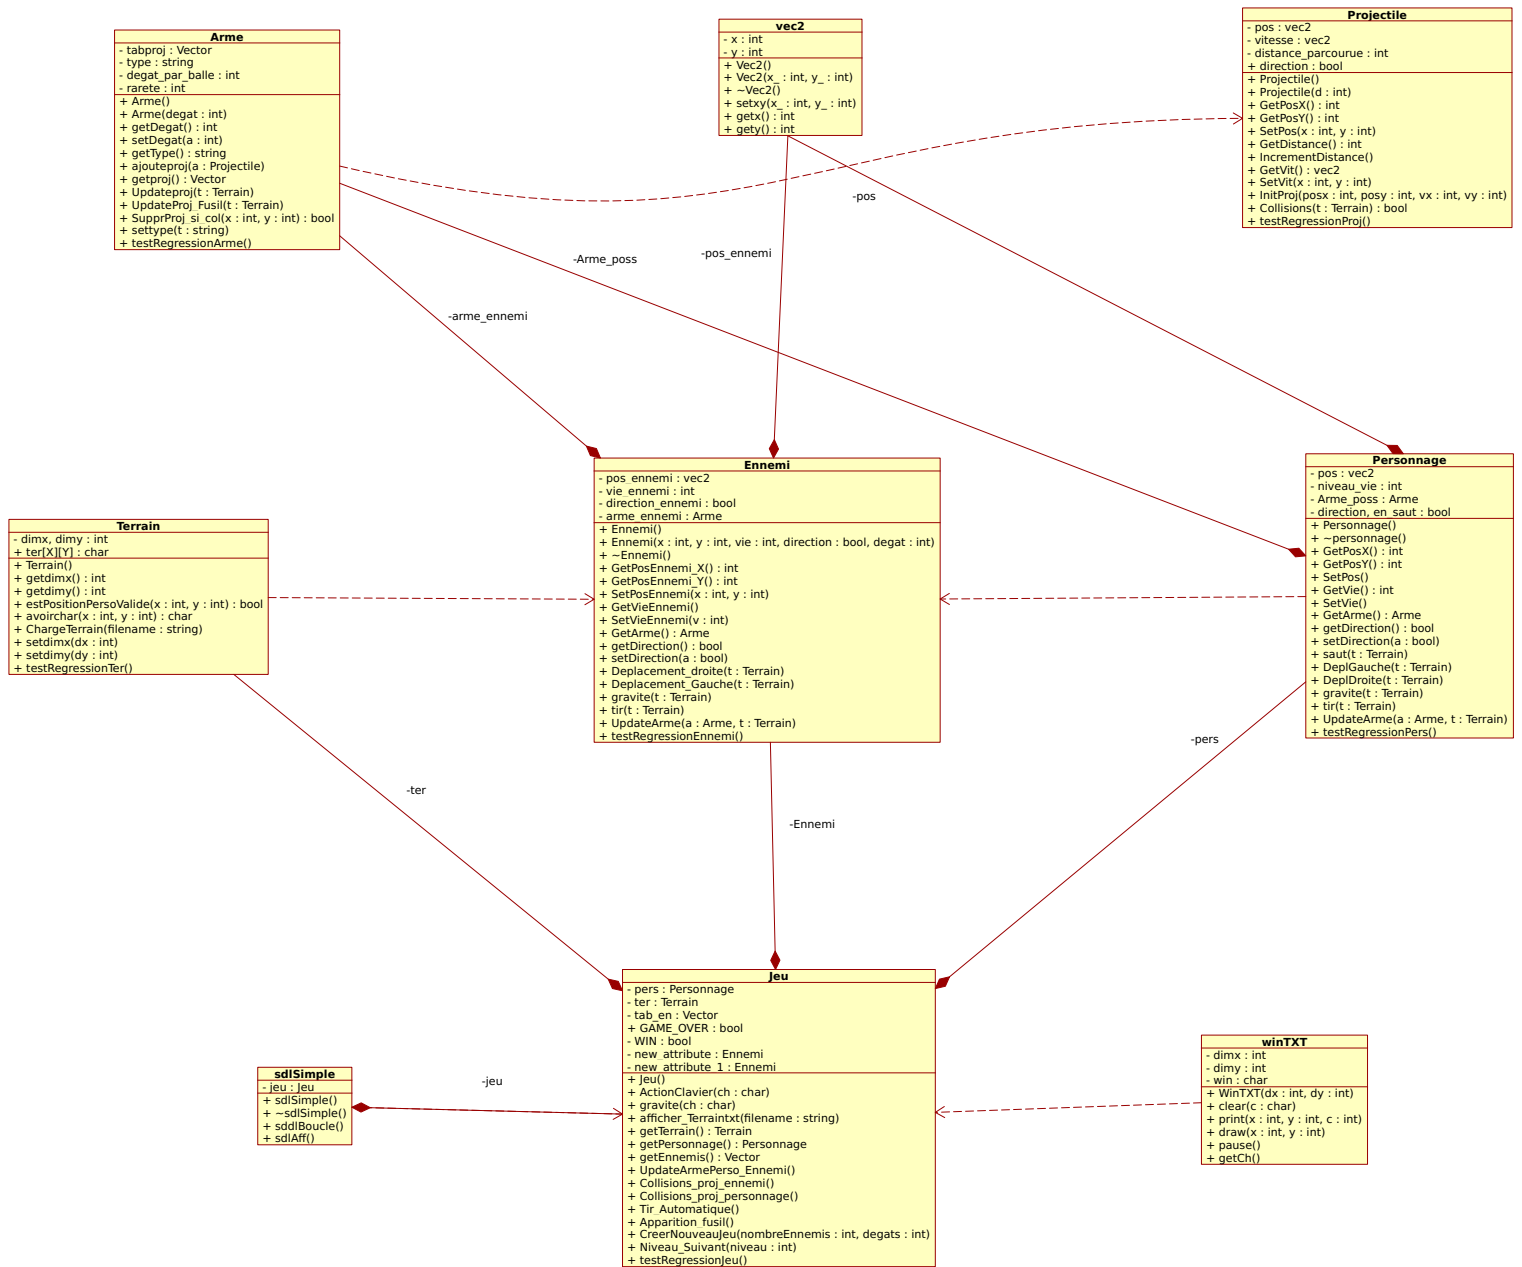 Arme
- tabproj : Vector
- type : string
- degat_par_balle : int
- rarete : int
+ Arme()
+ Arme(degat : int)
+ getDegat() : int
+ setDegat(a : int)
+ getType() : string
+ ajouteproj(a : Projectile)
+ getproj() : Vector
+ Updateproj(t : Terrain)
+ UpdateProj_Fusil(t : Terrain)
+ SupprProj_si_col(x : int, y : int) : bool
+ settype(t : string)
+ testRegressionArme()
vec2
- x : int
- y : int
+ Vec2()
+ Vec2(x_ : int, y_ : int)
+ ~Vec2()
+ setxy(x_ : int, y_ : int)
+ getx() : int
+ gety() : int
Projectile
- pos : vec2
- vitesse : vec2
- distance_parcourue : int
+ direction : bool
+ Projectile()
+ Projectile(d : int)
+ GetPosX() : int
+ GetPosY() : int
+ SetPos(x : int, y : int)
+ GetDistance() : int
+ IncrementDistance()
+ GetVit() : vec2
+ SetVit(x : int, y : int)
+ InitProj(posx : int, posy : int, vx : int, vy : int)
+ Collisions(t : Terrain) : bool
+ testRegressionProj()
-pos
-pos_ennemi
-Arme_poss
-arme_ennemi
Ennemi
- pos_ennemi : vec2
- vie_ennemi : int
- direction_ennemi : bool
- arme_ennemi : Arme
+ Ennemi()
+ Ennemi(x : int, y : int, vie : int, direction : bool, degat : int)
+ ~Ennemi()
+ GetPosEnnemi_X() : int
+ GetPosEnnemi_Y() : int
+ SetPosEnnemi(x : int, y : int)
+ GetVieEnnemi()
+ SetVieEnnemi(v : int)
+ GetArme() : Arme
+ getDirection() : bool
+ setDirection(a : bool)
+ Deplacement_droite(t : Terrain)
+ Deplacement_Gauche(t : Terrain)
+ gravite(t : Terrain)
+ tir(t : Terrain)
+ UpdateArme(a : Arme, t : Terrain)
+ testRegressionEnnemi()
Personnage
- pos : vec2
- niveau_vie : int
- Arme_poss : Arme
- direction, en_saut : bool
+ Personnage()
+ ~personnage()
+ GetPosX() : int
+ GetPosY() : int
+ SetPos()
+ GetVie() : int
+ SetVie()
+ GetArme() : Arme
+ getDirection() : bool
+ setDirection(a : bool)
+ saut(t : Terrain)
+ DeplGauche(t : Terrain)
+ DeplDroite(t : Terrain)
+ gravite(t : Terrain)
+ tir(t : Terrain)
+ UpdateArme(a : Arme, t : Terrain)
+ testRegressionPers()
Terrain
- dimx, dimy : int
+ ter[X][Y] : char
+ Terrain()
+ getdimx() : int
+ getdimy() : int
+ estPositionPersoValide(x : int, y : int) : bool
+ avoirchar(x : int, y : int) : char
+ ChargeTerrain(filename : string)
+ setdimx(dx : int)
+ setdimy(dy : int)
+ testRegressionTer()
-pers
-ter
-Ennemi
Jeu
- pers : Personnage
- ter : Terrain
- tab_en : Vector
+ GAME_OVER : bool
- WIN : bool
- new_attribute : Ennemi
- new_attribute_1 : Ennemi
+ Jeu()
+ ActionClavier(ch : char)
+ gravite(ch : char)
+ afficher_Terraintxt(filename : string)
+ getTerrain() : Terrain
+ getPersonnage() : Personnage
+ getEnnemis() : Vector
+ UpdateArmePerso_Ennemi()
+ Collisions_proj_ennemi()
+ Collisions_proj_personnage()
+ Tir_Automatique()
+ Apparition_fusil()
+ CreerNouveauJeu(nombreEnnemis : int, degats : int)
+ Niveau_Suivant(niveau : int)
+ testRegressionJeu()
sdlSimple
- jeu : Jeu
+ sdlSimple()
+ ~sdlSimple()
+ sddlBoucle()
+ sdlAff()
-jeu
winTXT
- dimx : int
- dimy : int
- win : char
+ WinTXT(dx : int, dy : int)
+ clear(c : char)
+ print(x : int, y : int, c : int)
+ draw(x : int, y : int)
+ pause()
+ getCh()